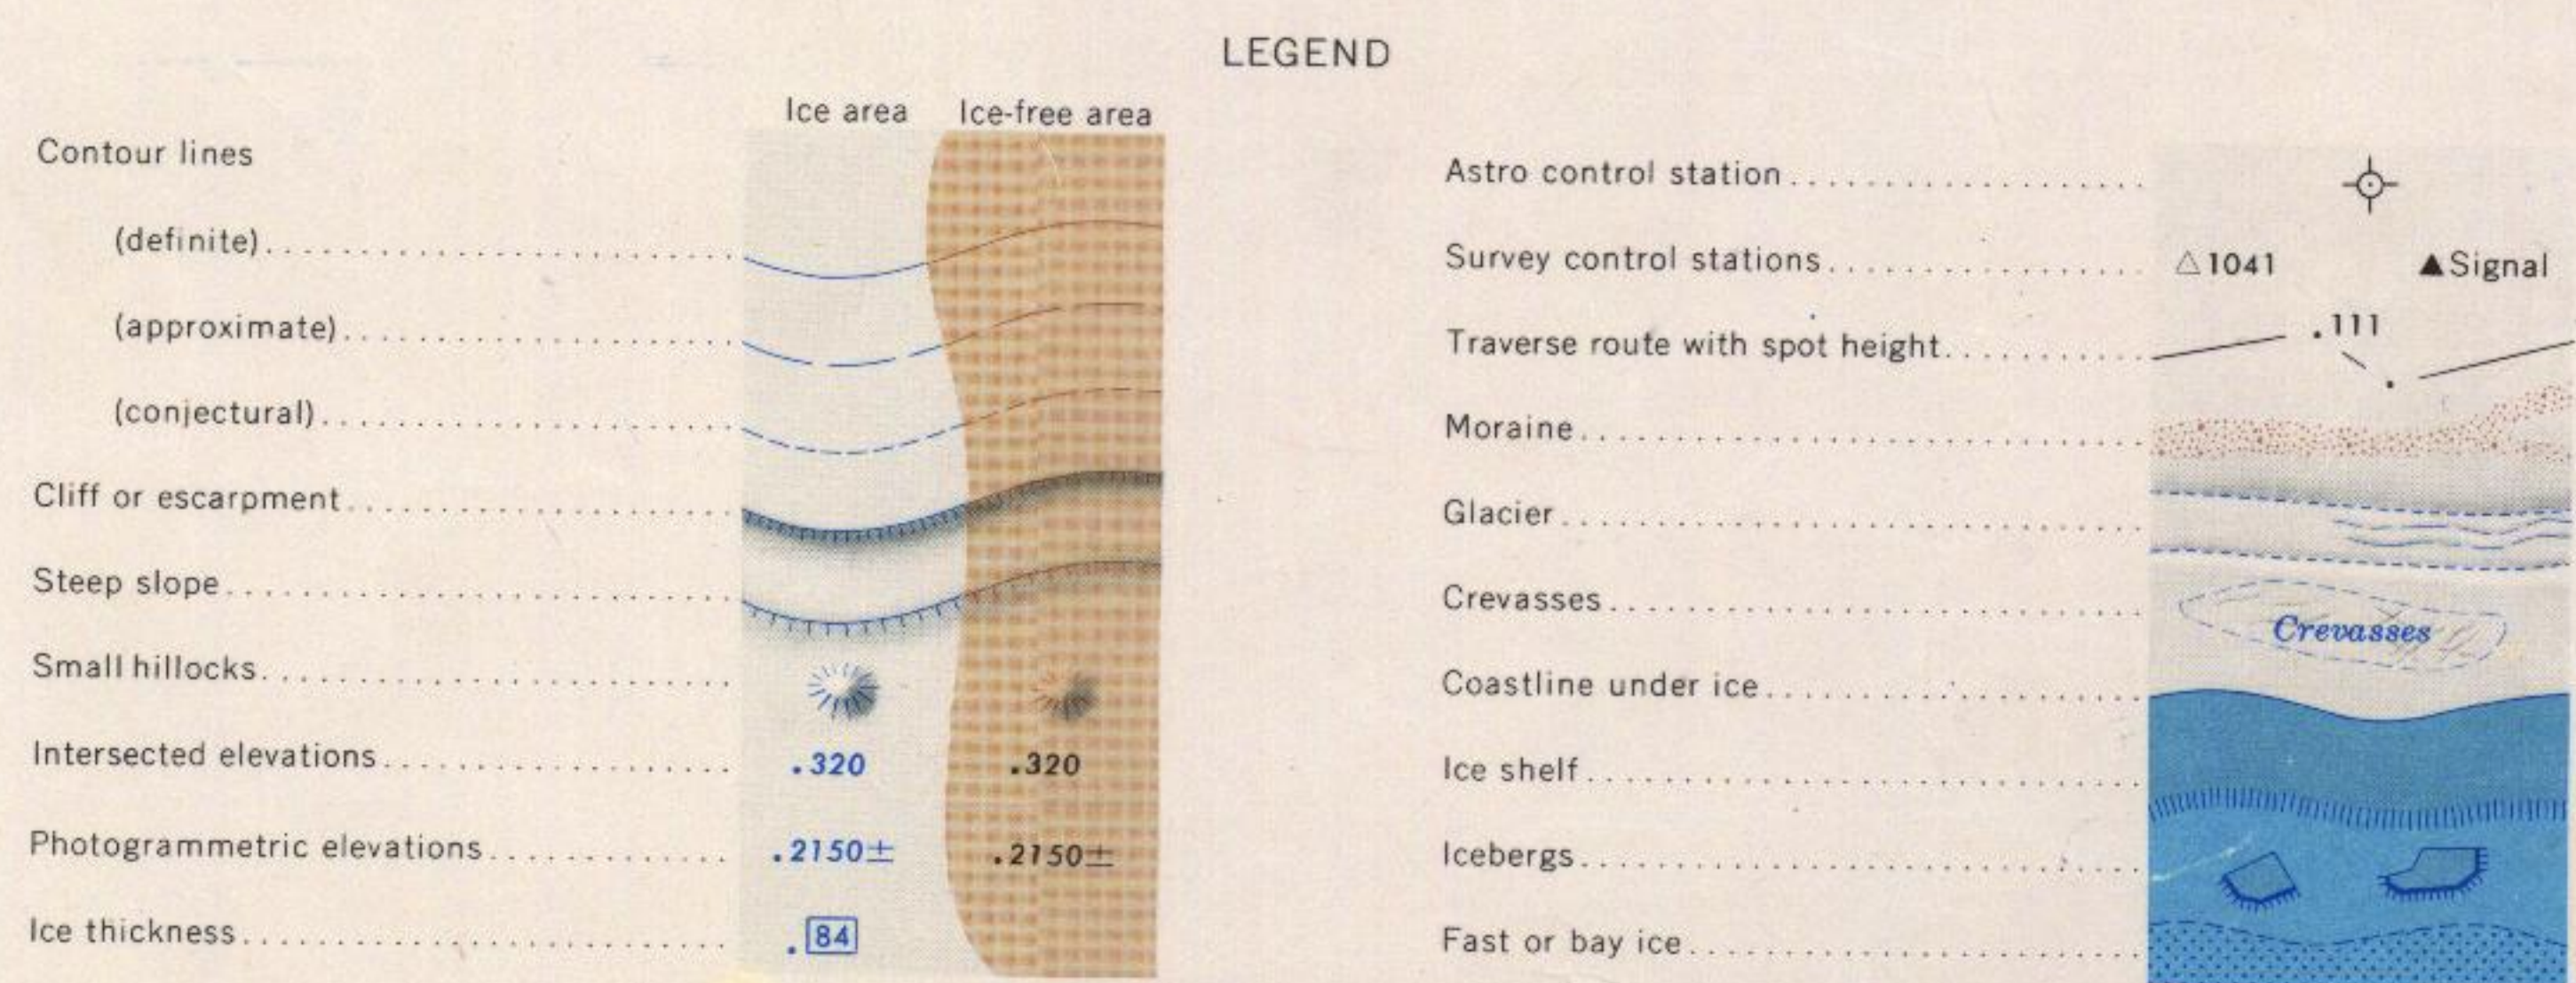 LEGEND
Ice area Ice-free area
Contour lines
(definite)
(approximate)
(conjectural)
Cliff or escarpment
Steep slope
Small hillocks
Intersected elevations .320 .320
Photogrammetric elevations .2150± .2150±
Ice thickness .84
Astro control station
Survey control stations △1041 ▲Signal
Traverse route with spot height .111
Moraine
Glacier
Crevasses Crevasses
Coastline under ice
Ice shelf
Icebergs
Fast or bay ice